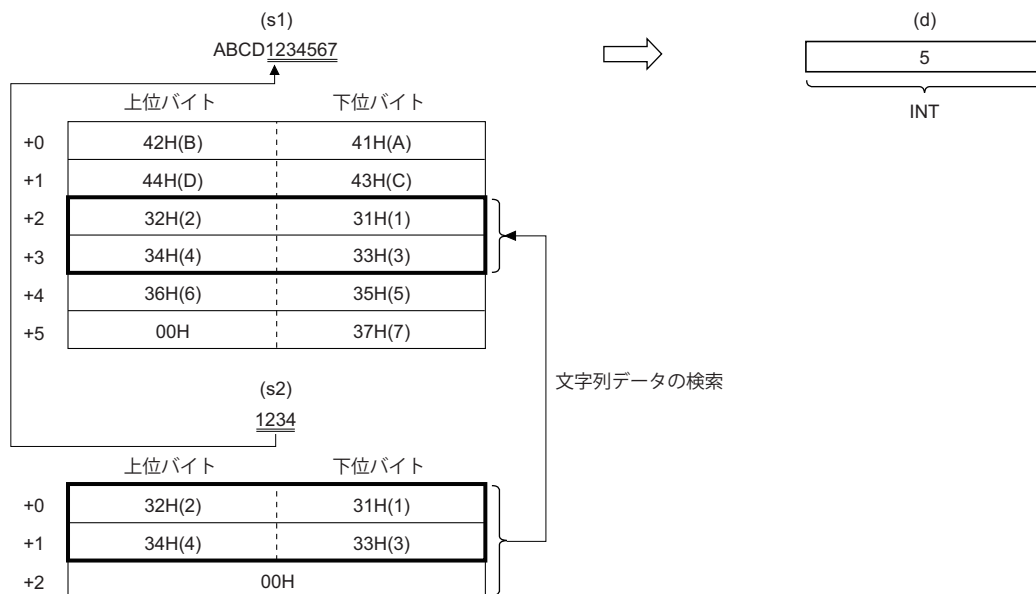 (s1) (d)
ABCD1234567 5
INT
上位バイト 下位バイト
+0 42H(B) 41H(A)
+1 44H(D) 43H(C)
+2 32H(2) 31H(1)
+3 34H(4) 33H(3)
+4 36H(6) 35H(5)
+5 00H 37H(7)
文字列データの検索
(s2)
1234
上位バイト 下位バイト
+0 32H(2) 31H(1)
+1 34H(4) 33H(3)
+2 00H